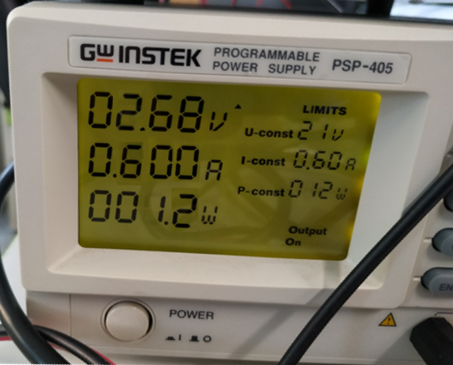 GW INSTEK PROGRAMMABLE POWER SUPPLY PSP-405
02.68V
LIMITS
U-const 21V
0.600A
I-const 0.60A
P-const 012W
001.2W
Output
On
POWER
I O
EN